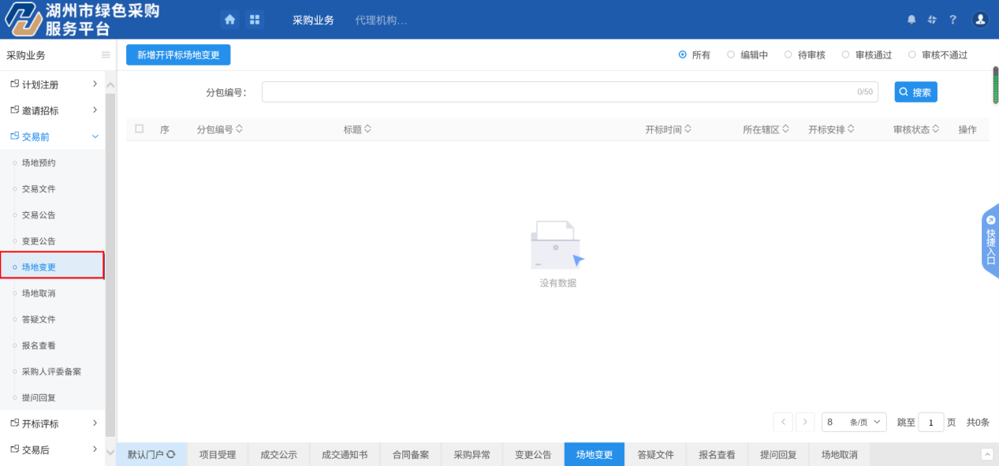 湖州市绿色采购
服务平台
采购业务 代理机构...
采购业务
新增开评标场地变更
所有 编辑中 待审核 审核通过 审核不通过
计划注册
邀请招标
交易前
场地预约
交易文件
交易公告
变更公告
场地变更
场地取消
答疑文件
报名查看
采购人评委备案
提问回复
开标评标
交易后
分包编号： 0/50 搜索
序 分包编号 标题 开标时间 所在辖区 开标安排 审核状态 操作
没有数据
快捷入口
8 条/页 跳至 1 页 共0条
默认门户 项目受理 成交公示 成交通知书 合同备案 采购异常 变更公告 场地变更 答疑文件 报名查看 提问回复 场地取消